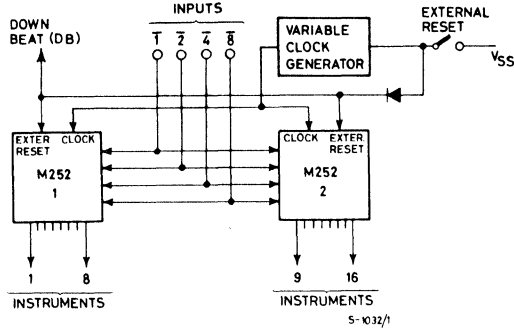 DOWN
BEAT (DB)
INPUTS
1̅ 2̅ 4̅ 8̅
VARIABLE
CLOCK
GENERATOR
EXTERNAL
RESET
VSS
EXTER.
RESET
CLOCK
M252
1
CLOCK
EXTER.
RESET
M252
2
1 8
INSTRUMENTS
9 16
INSTRUMENTS
S-1032/1